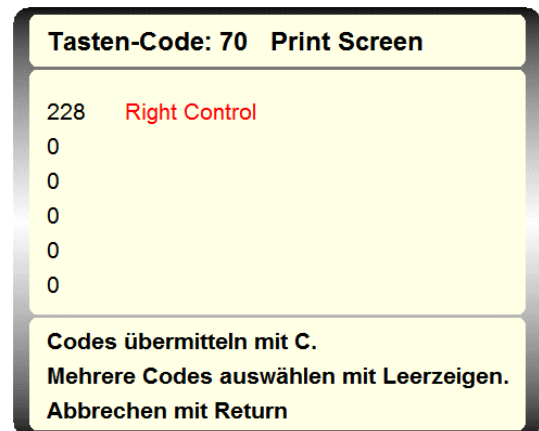 Tasten-Code: 70 Print Screen
228 Right Control
0
0
0
0
0
Codes übermitteln mit C.
Mehrere Codes auswählen mit Leerzeigen.
Abbrechen mit Return